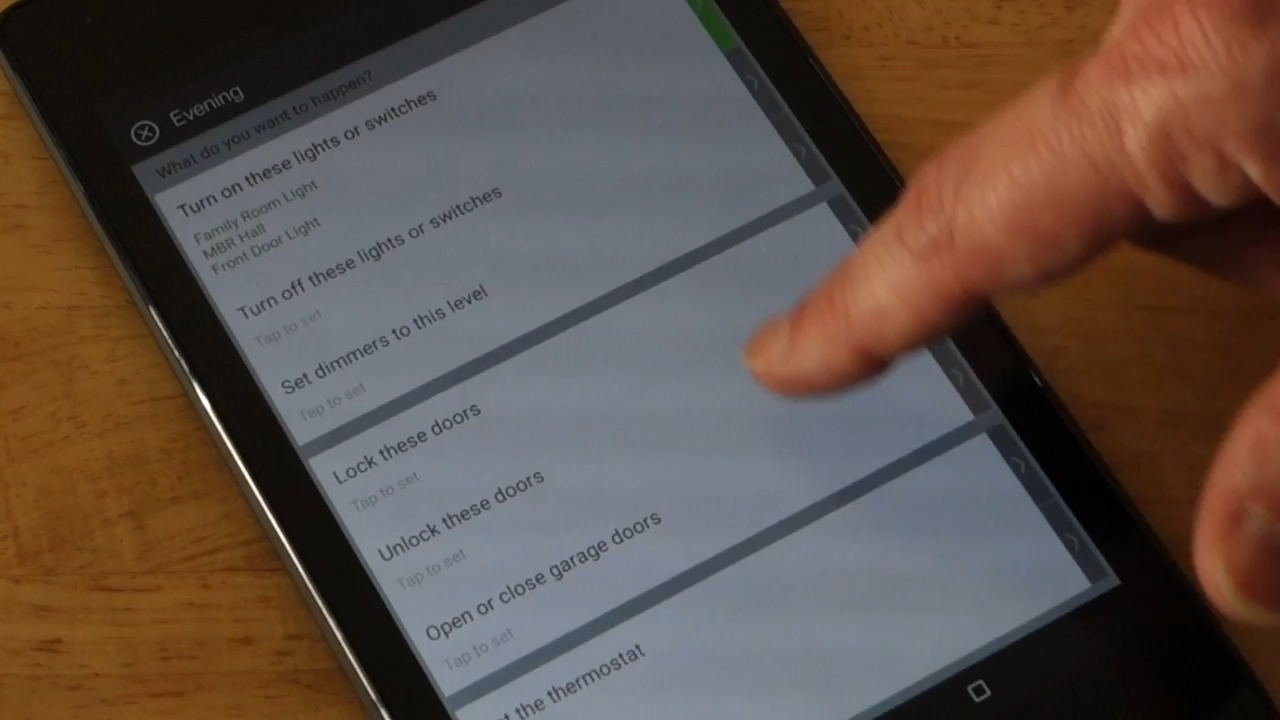 Evening
What do you want to happen?
Turn on these lights or switches
Family Room Light
MBR Hall
Front Door Light
Turn off these lights or switches
Tap to set
Set dimmers to this level
Tap to set
Lock these doors
Tap to set
Unlock these doors
Tap to set
Open or close garage doors
Tap to set
the thermostat